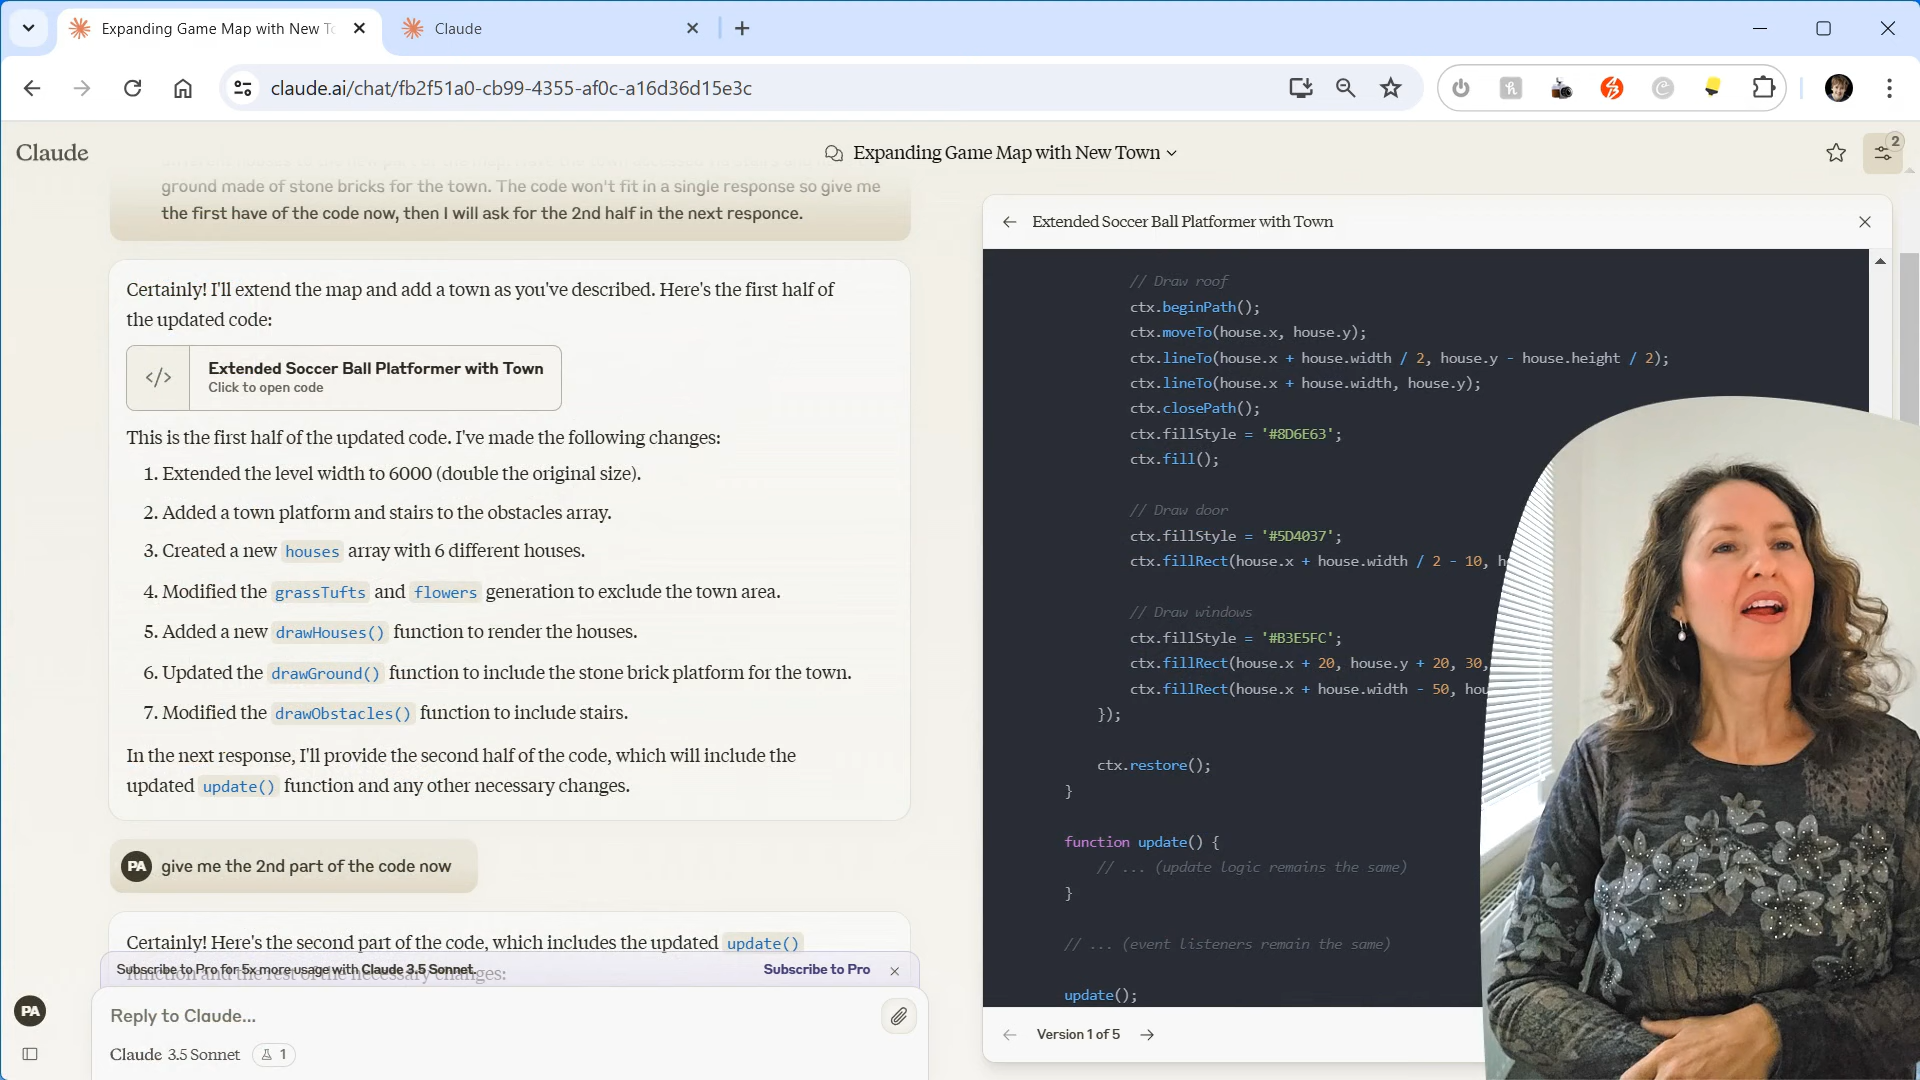 Expanding Game Map with New To
Claude
claude.ai/chat/fb2f51a0-cb99-4355-af0c-a16d36d15e3c
Claude
Expanding Game Map with New Town
2
ground made of stone bricks for the town. The code won't fit in a single response so give me
the first have of the code now, then I will ask for the 2nd half in the next responce.
Certainly! I'll extend the map and add a town as you've described. Here's the first half of
the updated code:
</>
Extended Soccer Ball Platformer with Town
Click to open code
This is the first half of the updated code. I've made the following changes:
1. Extended the level width to 6000 (double the original size).
2. Added a town platform and stairs to the obstacles array.
3. Created a new houses array with 6 different houses.
4. Modified the grassTufts and flowers generation to exclude the town area.
5. Added a new drawHouses() function to render the houses.
6. Updated the drawGround() function to include the stone brick platform for the town.
7. Modified the drawObstacles() function to include stairs.
In the next response, I'll provide the second half of the code, which will include the
updated update() function and any other necessary changes.
PA give me the 2nd part of the code now
Certainly! Here's the second part of the code, which includes the updated update()
function and the rest of the necessary changes:
Subscribe to Pro for 5x more usage with Claude 3.5 Sonnet.
Subscribe to Pro
PA
Reply to Claude...
Claude 3.5 Sonnet
1
Extended Soccer Ball Platformer with Town
// Draw roof
ctx.beginPath();
ctx.moveTo(house.x, house.y);
ctx.lineTo(house.x + house.width / 2, house.y - house.height / 2);
ctx.lineTo(house.x + house.width, house.y);
ctx.closePath();
ctx.fillStyle = '#8D6E63';
ctx.fill();
// Draw door
ctx.fillStyle = '#5D4037';
ctx.fillRect(house.x + house.width / 2 - 10, h
// Draw windows
ctx.fillStyle = '#B3E5FC';
ctx.fillRect(house.x + 20, house.y + 20, 30,
ctx.fillRect(house.x + house.width - 50, hou
});
ctx.restore();
}
function update() {
// ... (update logic remains the same)
}
// ... (event listeners remain the same)
update();
Version 1 of 5